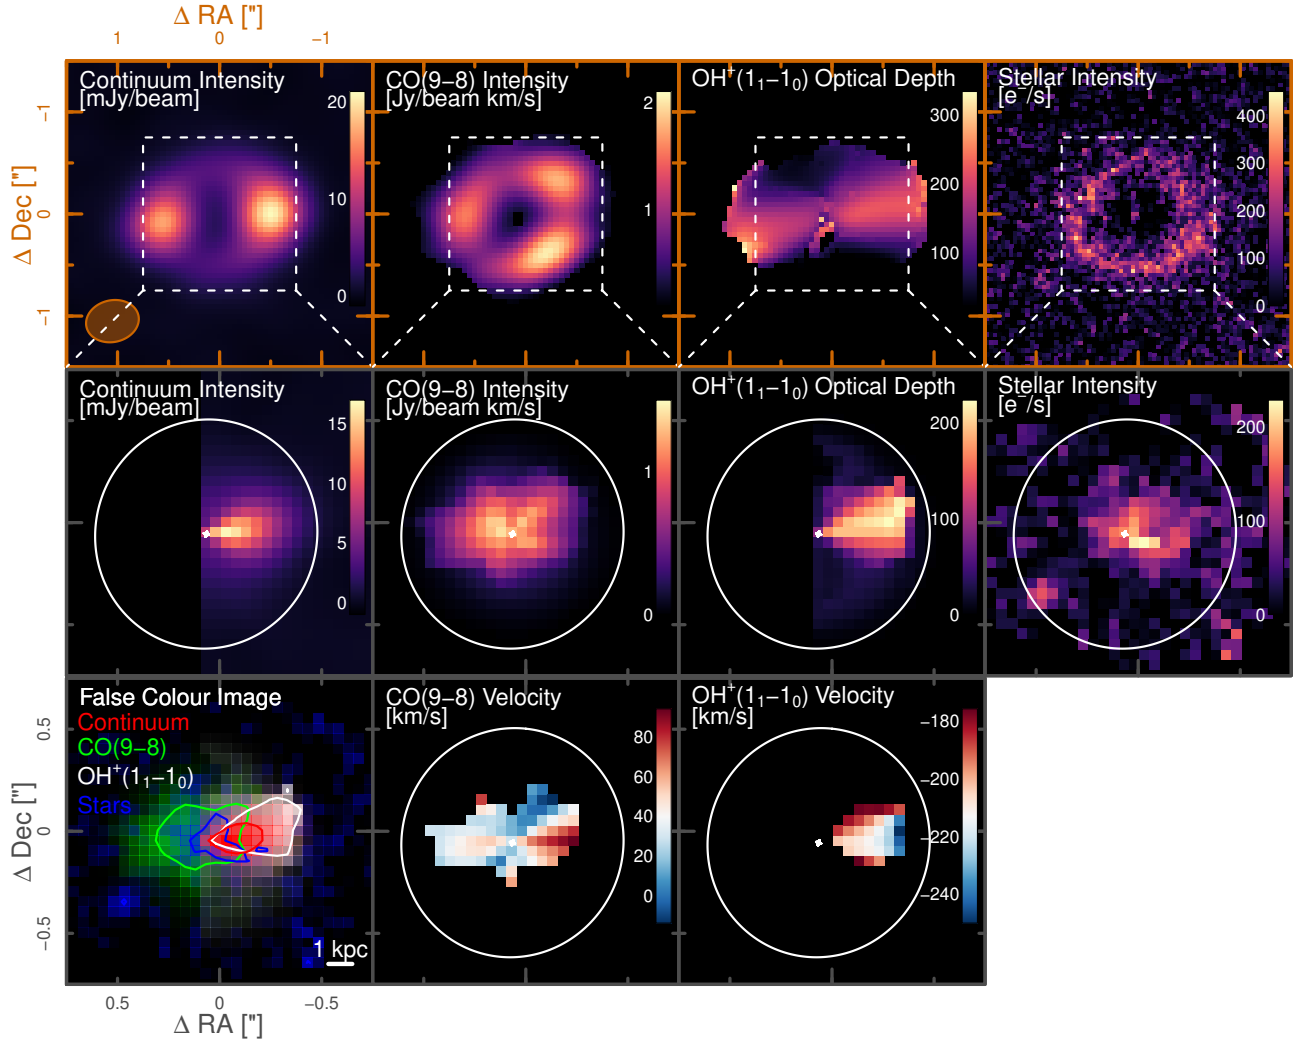 Δ RA ["]
1 0 −1
Continuum Intensity
[mJy/beam]
20
10
0
CO(9−8) Intensity
[Jy/beam km/s]
2
1
OH⁺(1₁−1₀) Optical Depth
300
200
100
Stellar Intensity
[e⁻/s]
400
300
200
100
0
Δ Dec ["]
−1
0
−1
Continuum Intensity
[mJy/beam]
15
10
5
0
CO(9−8) Intensity
[Jy/beam km/s]
1
0
OH⁺(1₁−1₀) Optical Depth
200
100
0
Stellar Intensity
[e⁻/s]
200
100
0
False Colour Image
Continuum
CO(9−8)
OH⁺(1₁−1₀)
Stars
1 kpc
CO(9−8) Velocity
[km/s]
80
60
40
20
0
OH⁺(1₁−1₀) Velocity
[km/s]
−180
−200
−220
−240
Δ Dec ["]
0.5
0
−0.5
0.5 0 −0.5
Δ RA ["]